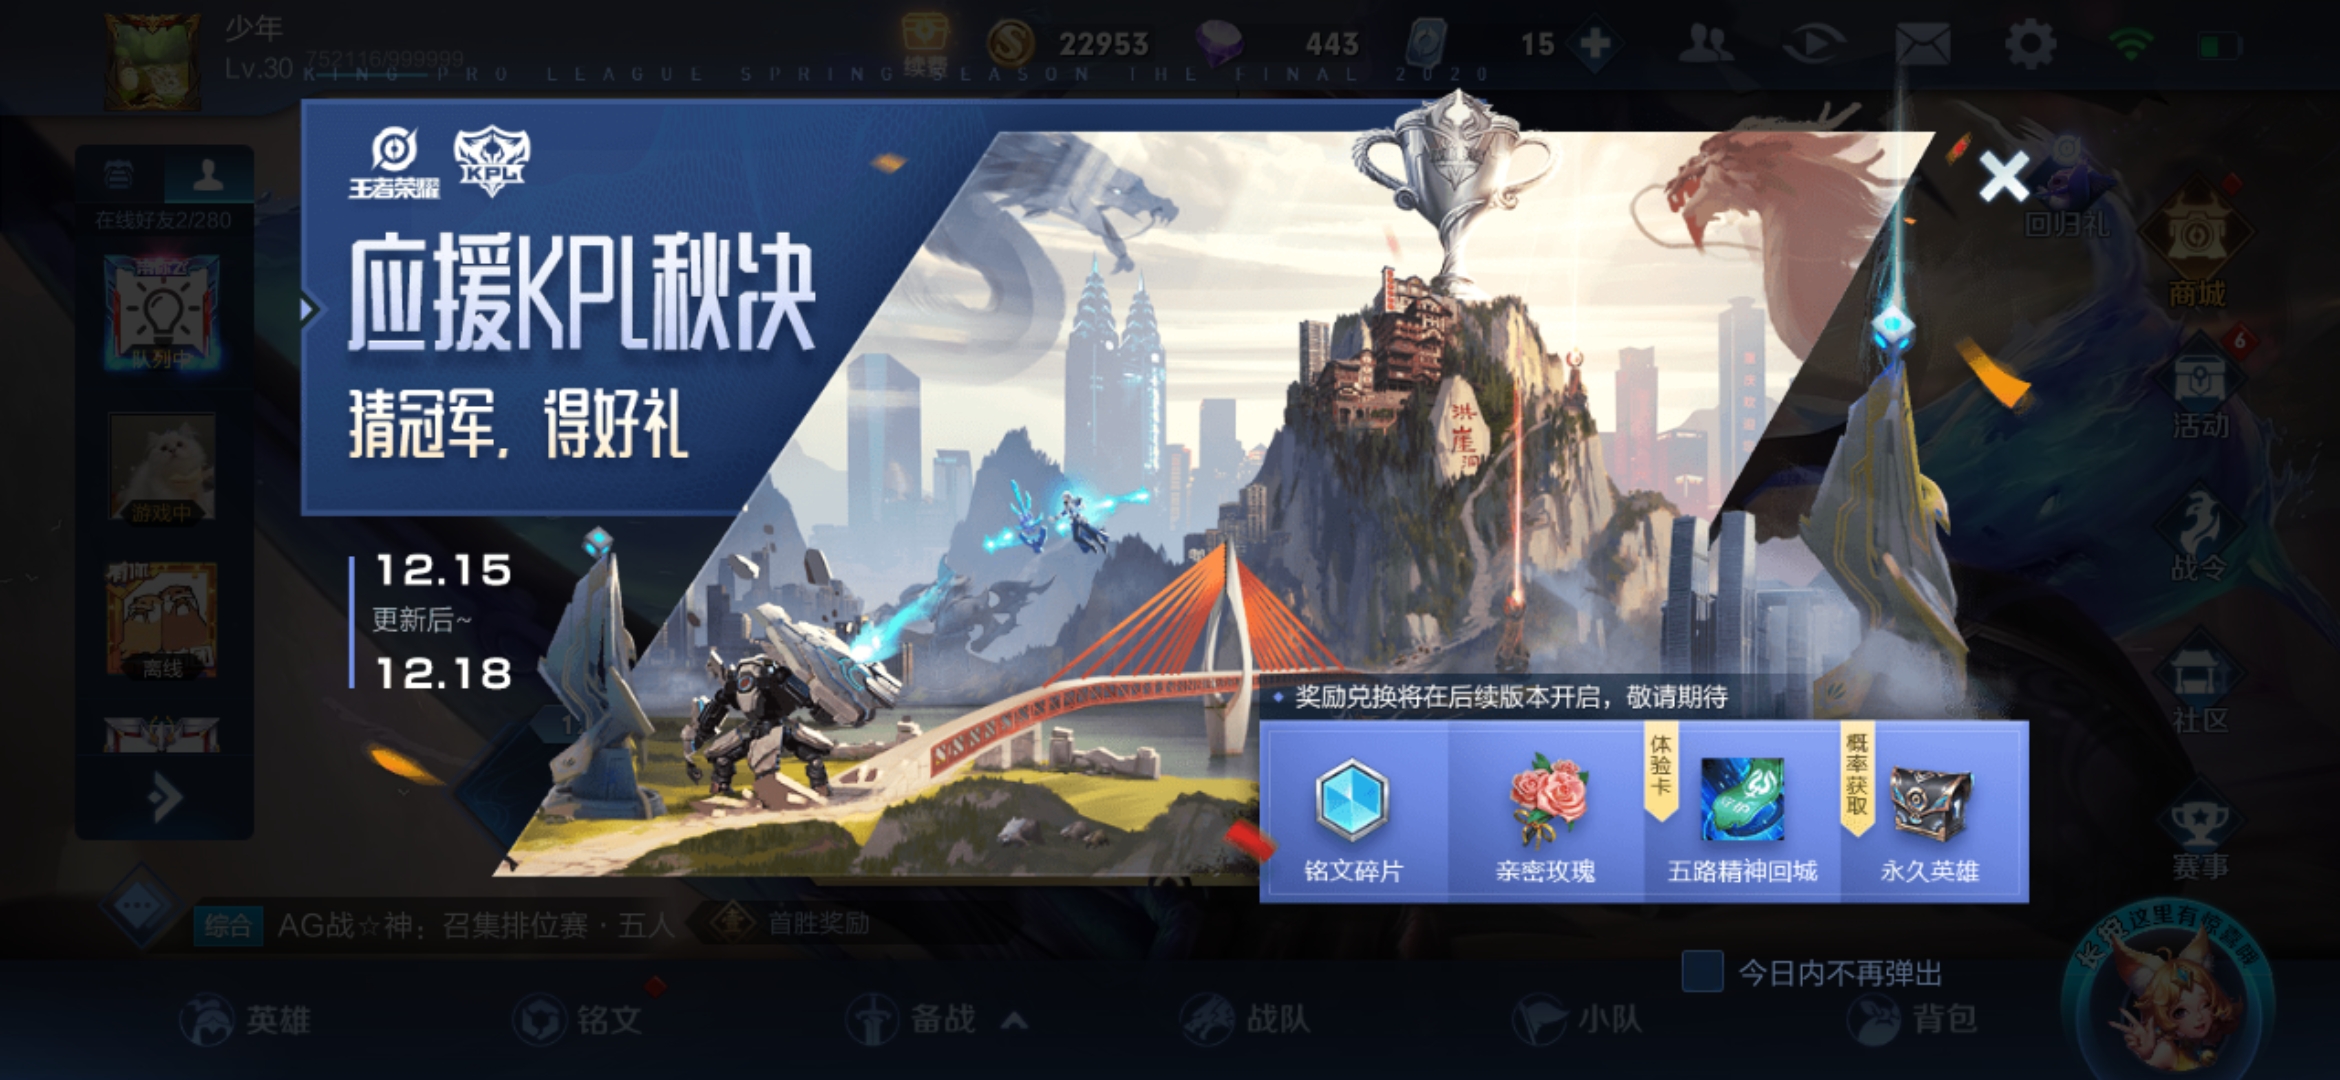 少年
Lv.30
752116/999999
续费
22953
443
15
KING PRO LEAGUE SPRING SEASON THE FINAL 2020
王者荣耀
KPL
应援KPL秋决
猜冠军,得好礼
12.15
更新后~
12.18
洪崖洞
在线好友2/280
队列中
游戏中
离线
回归礼
商城
6
活动
战令
社区
赛事
奖励兑换将在后续版本开启，敬请期待
铭文碎片
亲密玫瑰
体验卡
五路精神回城
概率获取
永久英雄
综合
AG战☆神：召集排位赛·五人
壹
首胜奖励
今日内不再弹出
英雄
铭文
备战
战队
小队
背包